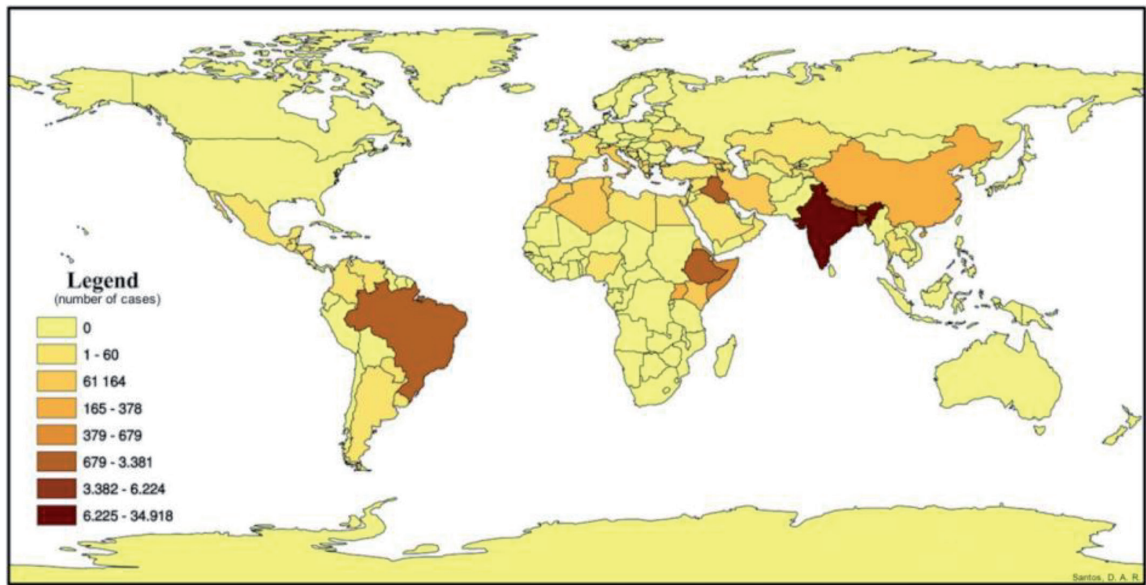 Legend
(number of cases)
0
1 - 60
61 164
165 - 378
379 - 679
679 - 3.381
3.382 - 6.224
6.225 - 34.918
Santos, D. A. R.